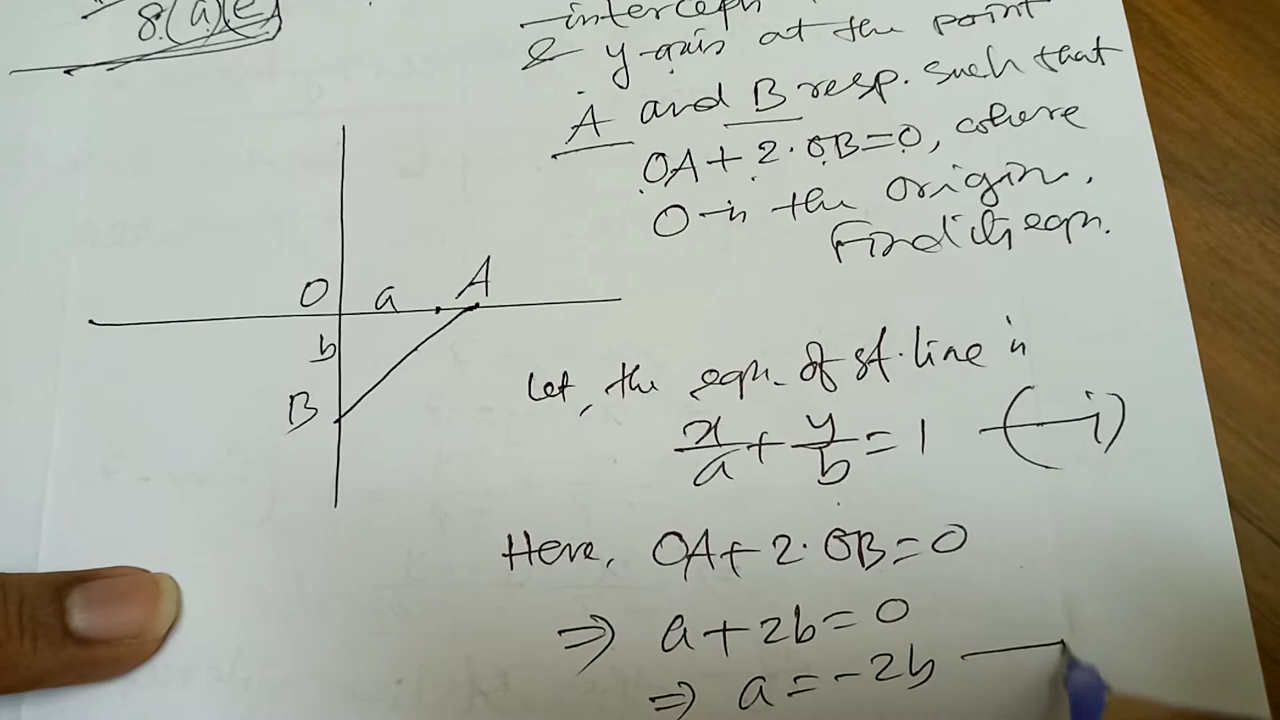 8.(a)(e)
intercepts
& y-axis at the point
A and B resp. such that
OA + 2·OB = 0, where
O is the origin.
Find its eqn.
O a A
b
B
Let, the eqn. of st. line is
x/a + y/b = 1 —(i)
Here, OA + 2·OB = 0
⇒ a + 2b = 0
⇒ a = -2b —